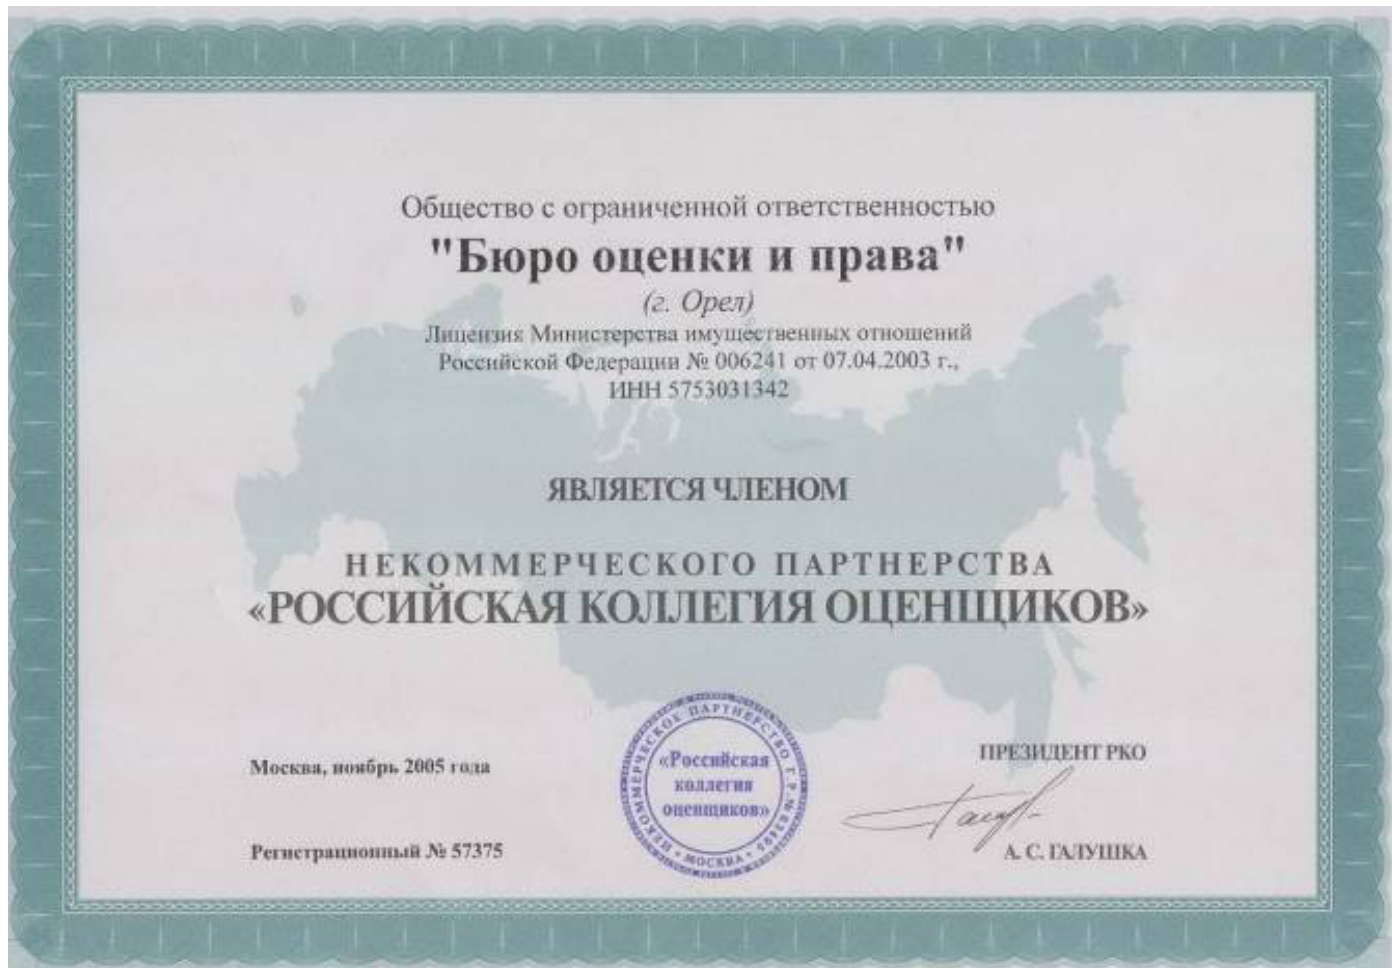 Общество с ограниченной ответственностью
"Бюро оценки и права"
(г. Орел)
Лицензия Министерства имущественных отношений
Российской Федерации № 006241 от 07.04.2003 г.,
ИНН 5753031342
ЯВЛЯЕТСЯ ЧЛЕНОМ
НЕКОММЕРЧЕСКОГО ПАРТНЕРСТВА
«РОССИЙСКАЯ КОЛЛЕГИЯ ОЦЕНЩИКОВ»
Москва, ноябрь 2005 года
Регистрационный № 57375
НЕКОММЕРЧЕСКОЕ ПАРТНЕРСТВО
«Российская
коллегия
оценщиков»
МОСКВА
ПРЕЗИДЕНТ РКО
А. С. ГАЛУШКА